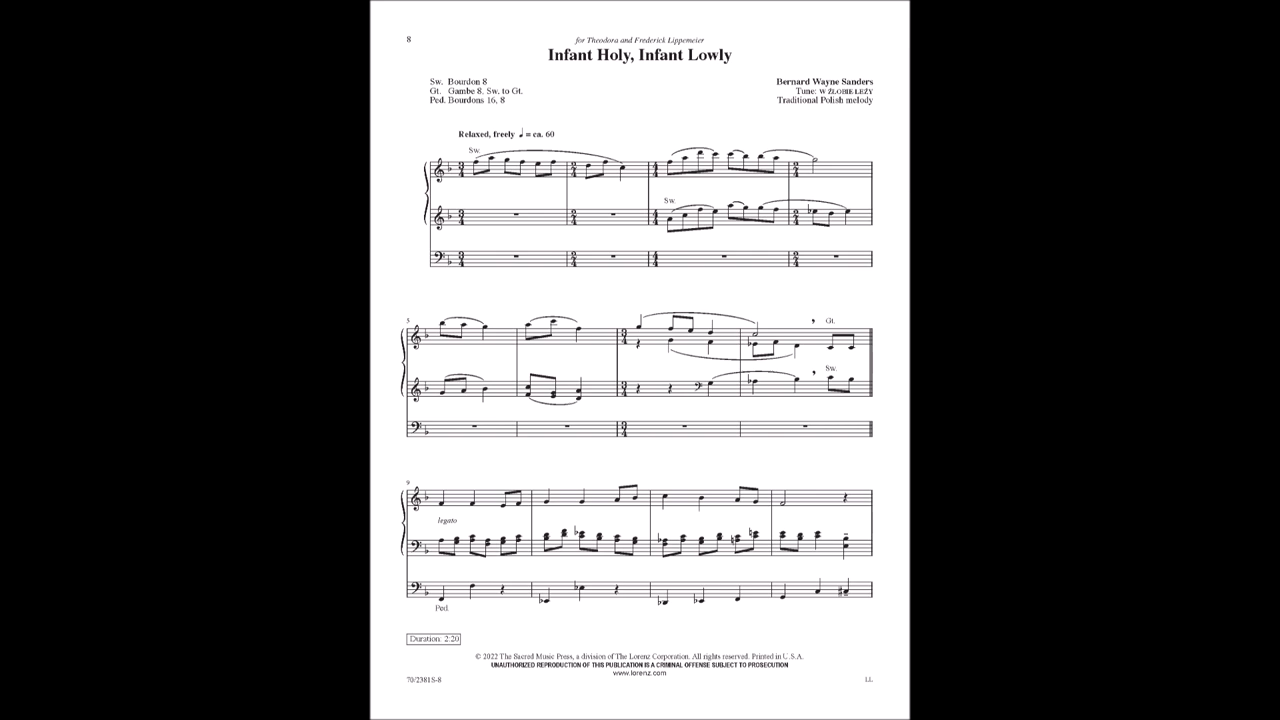 8
for Theodora and Frederick Lippemeier
Infant Holy, Infant Lowly
Sw. Bourdon 8
Gt. Gambe 8, Sw. to Gt.
Ped. Bourdons 16, 8
Bernard Wayne Sanders
Tune: W ŻŁOBIE LEŻY
Traditional Polish melody
Relaxed, freely ♩ = ca. 60
Sw.
Sw.
5
Gt.
Sw.
9
legato
Ped.
Duration: 2:20
© 2022 The Sacred Music Press, a division of The Lorenz Corporation. All rights reserved. Printed in U.S.A.
UNAUTHORIZED REPRODUCTION OF THIS PUBLICATION IS A CRIMINAL OFFENSE SUBJECT TO PROSECUTION
www.lorenz.com
70/2381S-8
LL